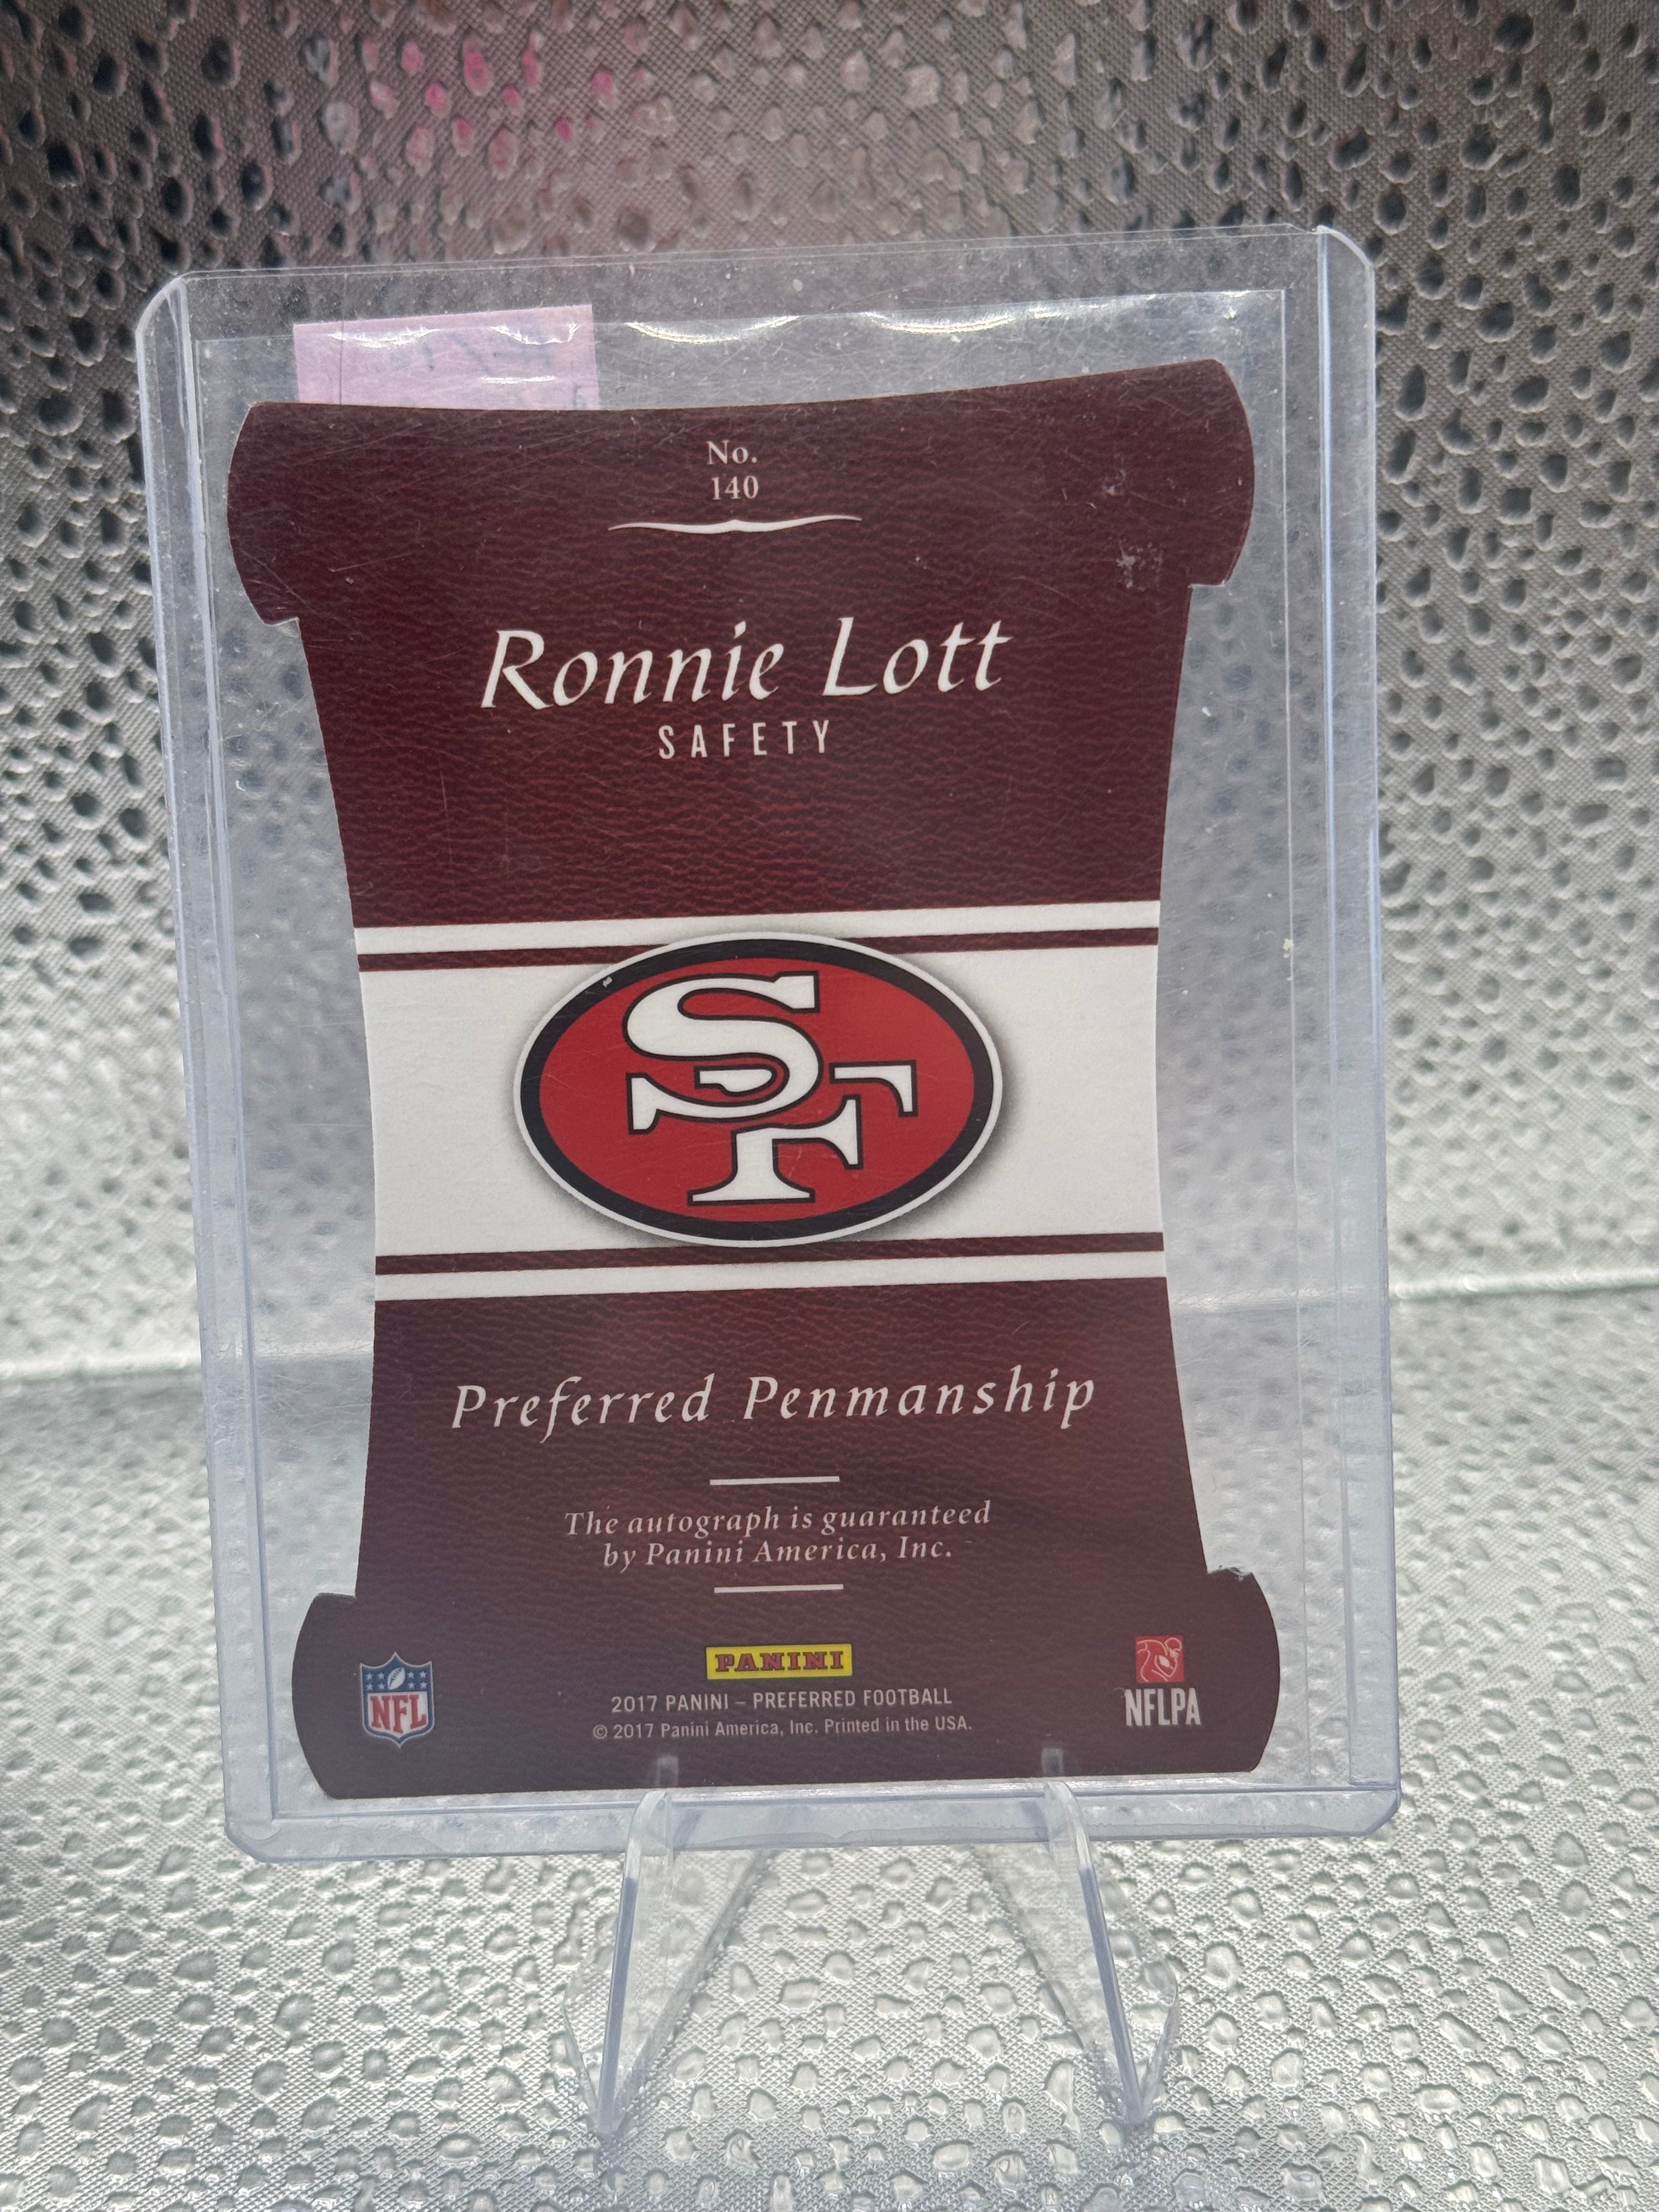 No.
140
Ronnie Lott
SAFETY
SF
Preferred Penmanship
The autograph is guaranteed
by Panini America, Inc.
PANINI
NFL
2017 PANINI – PREFERRED FOOTBALL
© 2017 Panini America, Inc. Printed in the USA.
NFLPA